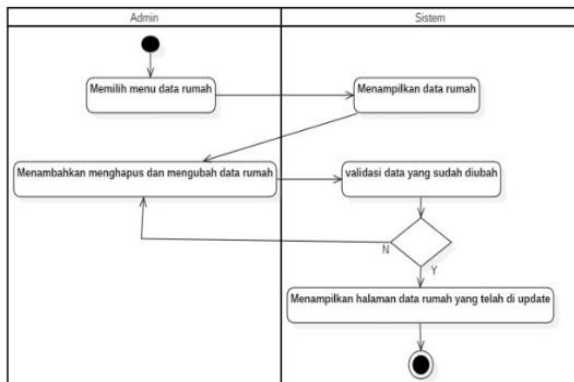 Admin
Sistem
Memilih menu data rumah
Menampilkan data rumah
Menambahkan menghapus dan mengubah data rumah
validasi data yang sudah diubah
N
Y
Menampilkan halaman data rumah yang telah di update